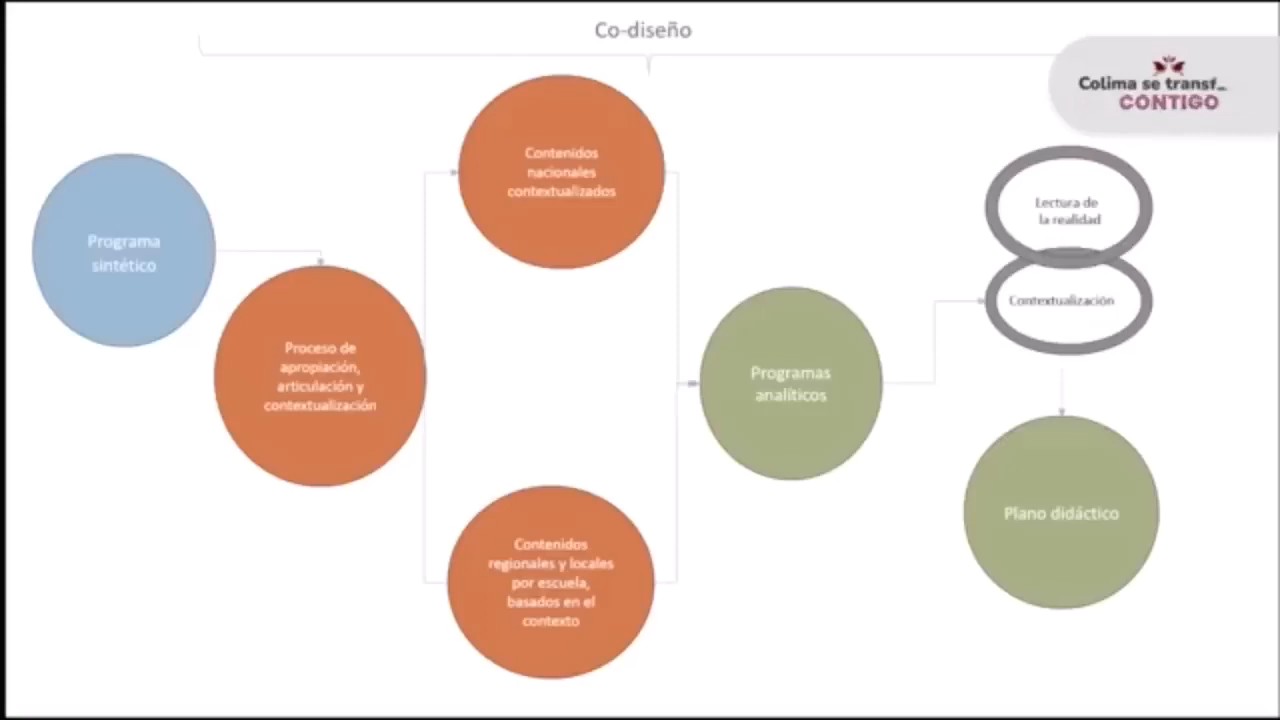 Co-diseño
Colima se transf...
CONTIGO
Programa
sintético
Proceso de
apropiación,
articulación y
contextualización
Contenidos
nacionales
contextualizados
Contenidos
regionales y locales
por escuela,
basados en el
contexto
Programas
analíticos
Lectura de
la realidad
Contextualización
Plano didáctico